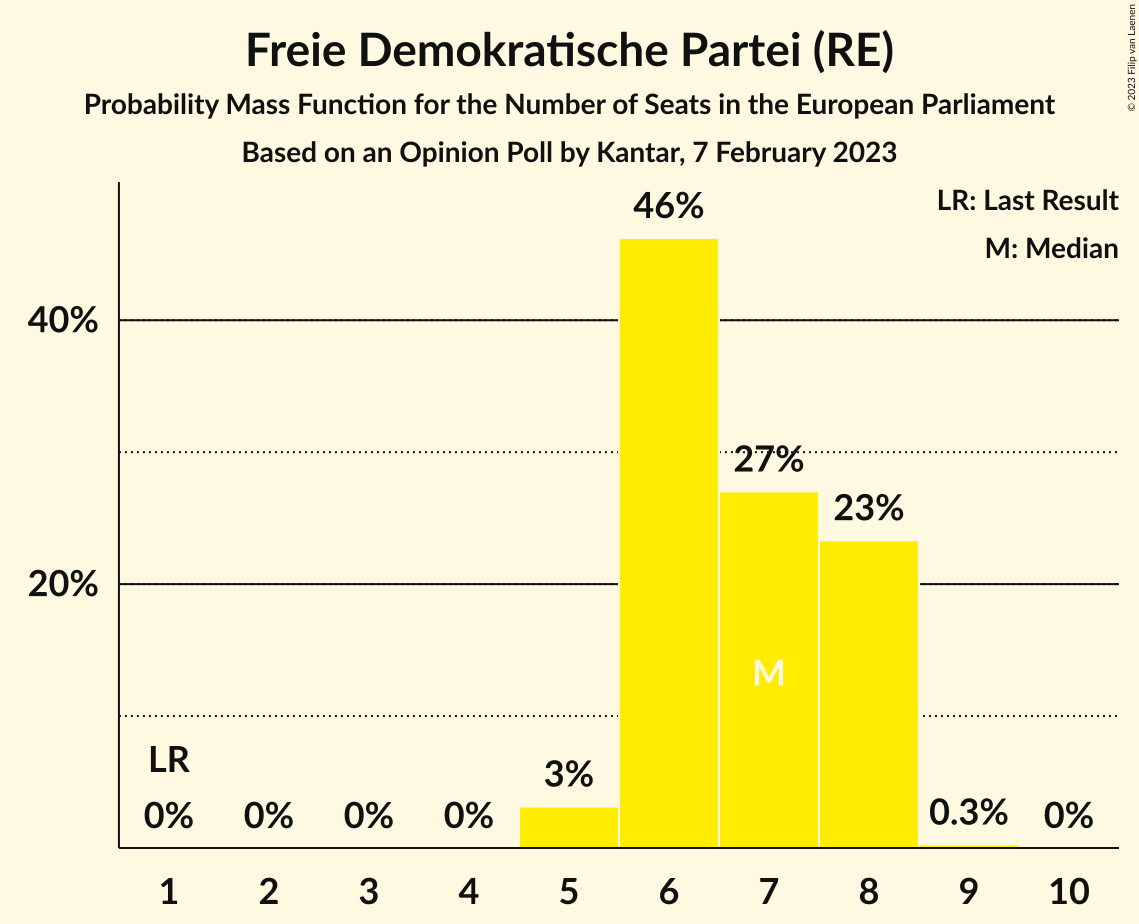 Freie Demokratische Partei (RE)
Probability Mass Function for the Number of Seats in the European Parliament
Based on an Opinion Poll by Kantar, 7 February 2023
© 2023 Filip van Laenen
LR: Last Result
M: Median
46%
40%
27%
23%
20%
M
LR
3%
0% 0% 0% 0% 0.3% 0%
1 2 3 4 5 6 7 8 9 10